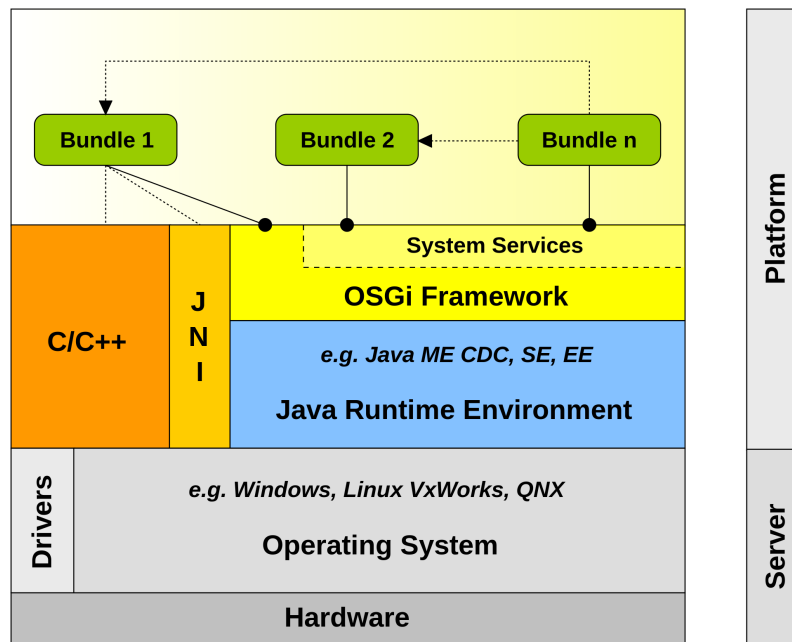 Bundle 1
Bundle 2
Bundle n
System Services
OSGi Framework
C/C++
J
N
I
e.g. Java ME CDC, SE, EE
Java Runtime Environment
Drivers
e.g. Windows, Linux VxWorks, QNX
Operating System
Hardware
Platform
Server